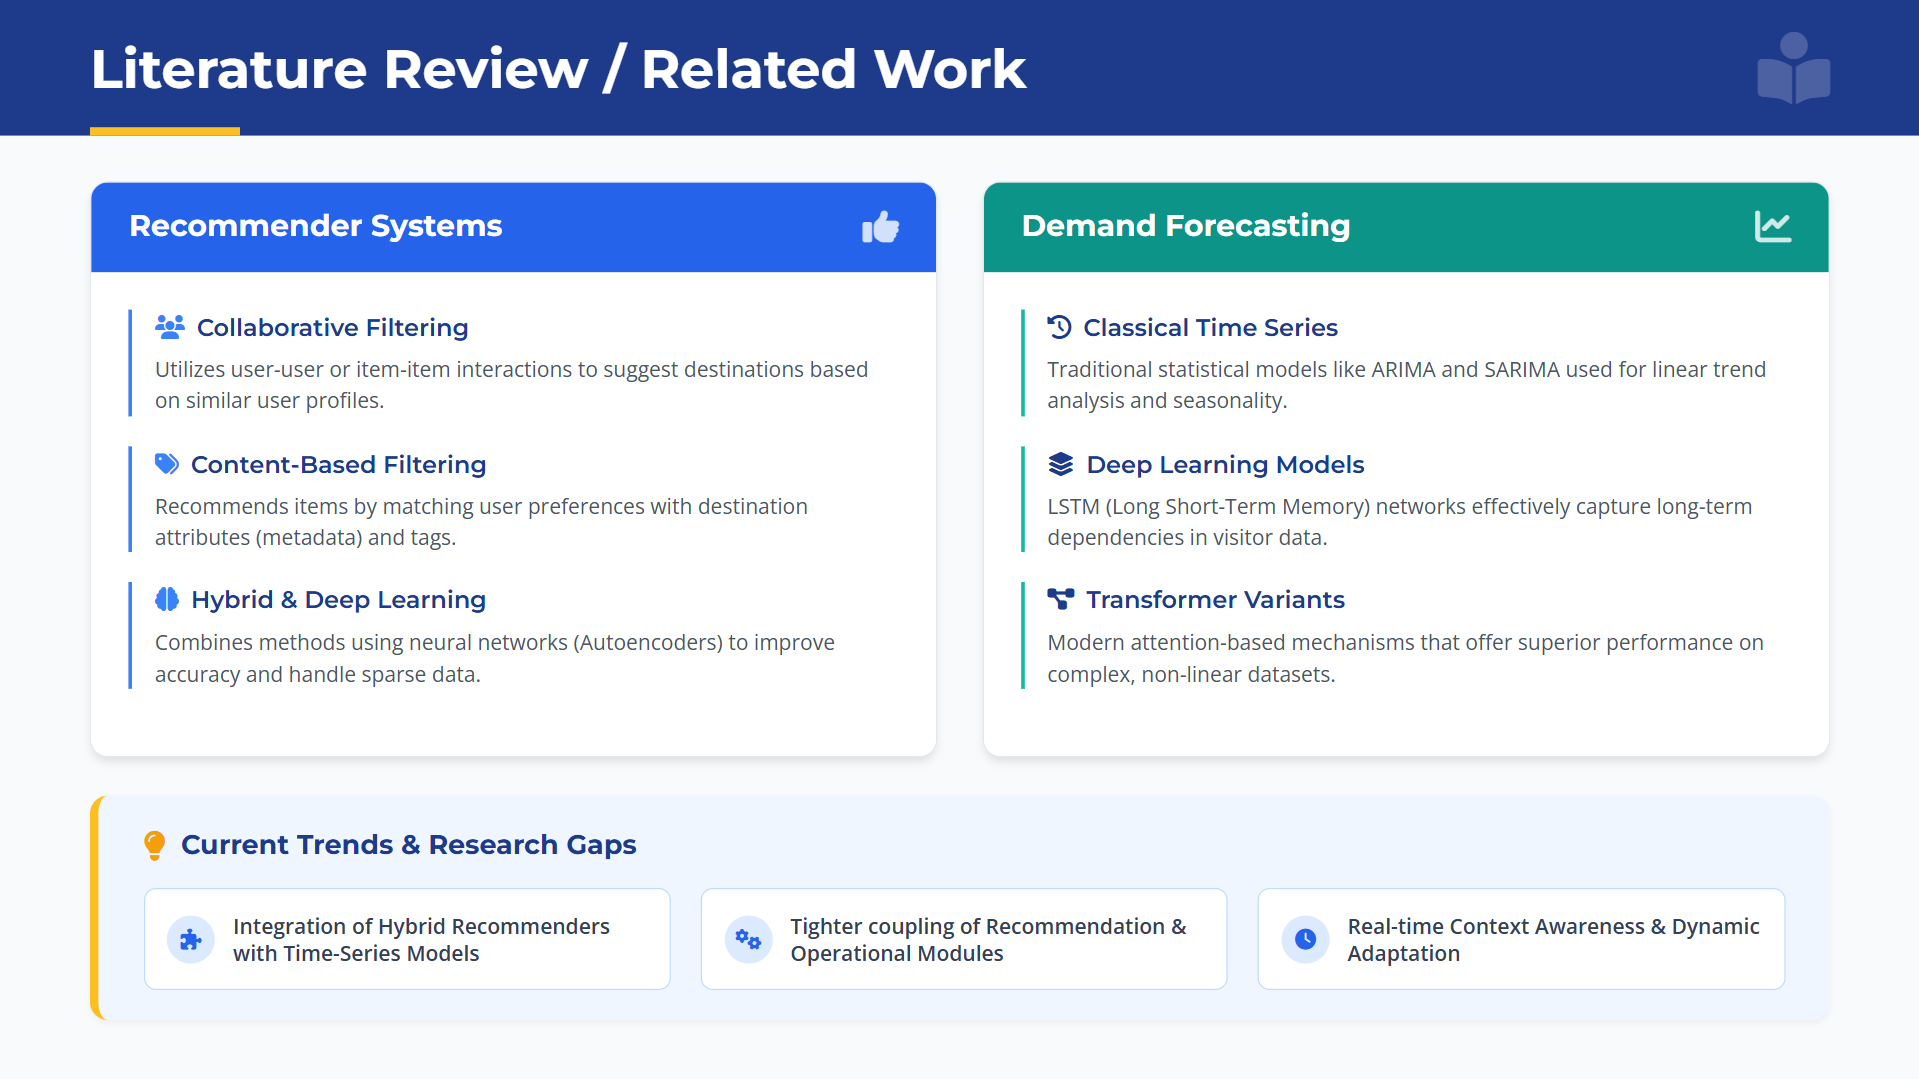 Literature Review / Related Work
Recommender Systems
Collaborative Filtering
Utilizes user-user or item-item interactions to suggest destinations based
on similar user profiles.
Content-Based Filtering
Recommends items by matching user preferences with destination
attributes (metadata) and tags.
Hybrid & Deep Learning
Combines methods using neural networks (Autoencoders) to improve
accuracy and handle sparse data.
Demand Forecasting
Classical Time Series
Traditional statistical models like ARIMA and SARIMA used for linear trend
analysis and seasonality.
Deep Learning Models
LSTM (Long Short-Term Memory) networks effectively capture long-term
dependencies in visitor data.
Transformer Variants
Modern attention-based mechanisms that offer superior performance on
complex, non-linear datasets.
Current Trends & Research Gaps
Integration of Hybrid Recommenders
with Time-Series Models
Tighter coupling of Recommendation &
Operational Modules
Real-time Context Awareness & Dynamic
Adaptation